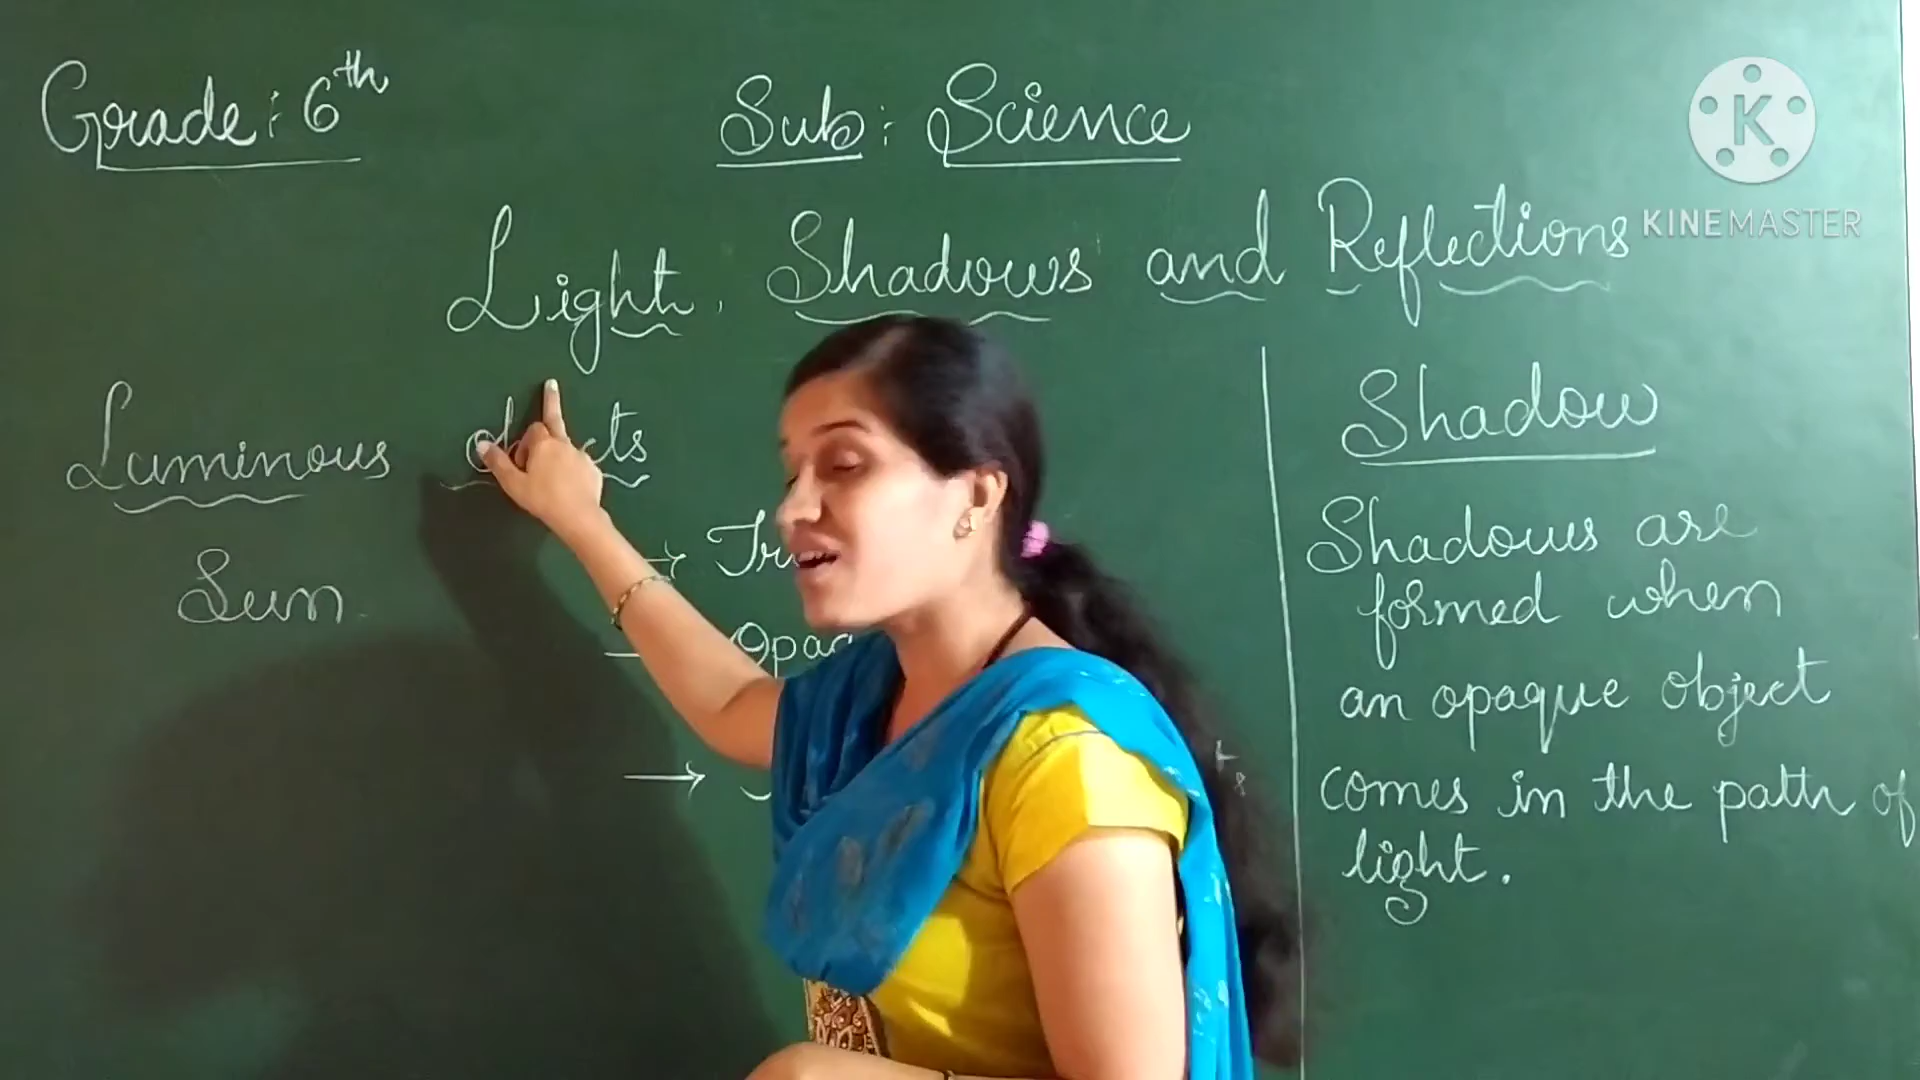 Grade : 6th
Sub : Science
Light, Shadows and Reflections
Luminous objects
Sun
→
→
→
Shadow
Shadows are
formed when
an opaque object
comes in the path of
light.
K
KINEMASTER